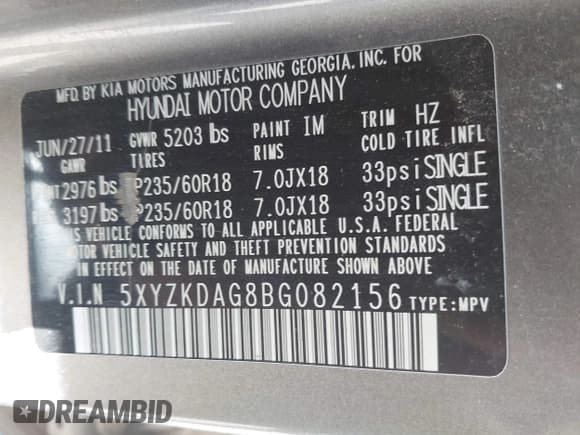 MFD. BY KIA MOTORS MANUFACTURING GEORGIA, INC. FOR
HYUNDAI MOTOR COMPANY
JUN/27/11 GVWR 5203 lbs PAINT IM TRIM HZ
GAWR TIRES RIMS COLD TIRE INFL
2976 lbs P235/60R18 7.0JX18 33psi SINGLE
3197 lbs P235/60R18 7.0JX18 33psi SINGLE
VEHICLE CONFORMS TO ALL APPLICABLE U.S.A. FEDERAL
MOTOR VEHICLE SAFETY AND THEFT PREVENTION STANDARDS
IN EFFECT ON THE DATE OF MANUFACTURE SHOWN ABOVE.
V.I.N 5XYZKDAG8BG082156 TYPE:MPV
DREAMBID